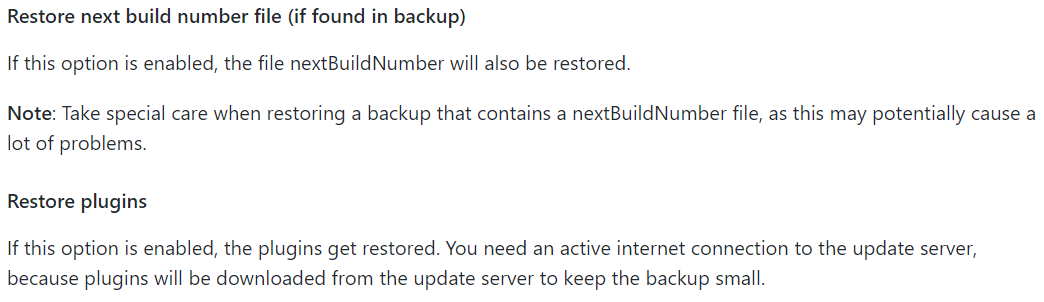 Restore next build number file (if found in backup)
If this option is enabled, the file nextBuildNumber will also be restored.
Note: Take special care when restoring a backup that contains a nextBuildNumber file, as this may potentially cause a
lot of problems.
Restore plugins
If this option is enabled, the plugins get restored. You need an active internet connection to the update server,
because plugins will be downloaded from the update server to keep the backup small.